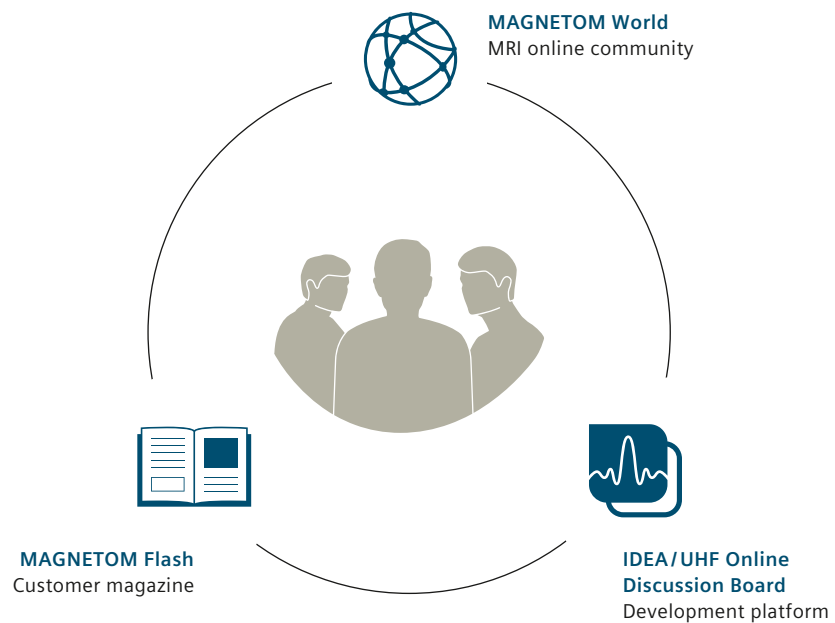 MAGNETOM World
MRI online community
MAGNETOM Flash
Customer magazine
IDEA/UHF Online
Discussion Board
Development platform